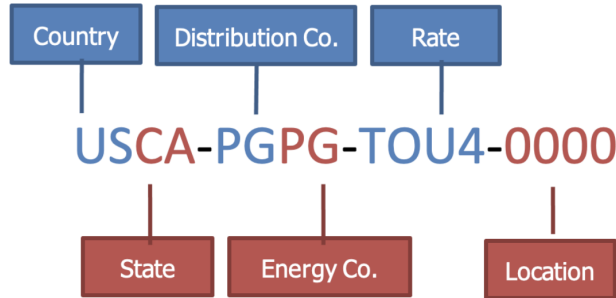 Country Distribution Co. Rate
USCA-PGPG-TOU4-0000
State Energy Co. Location